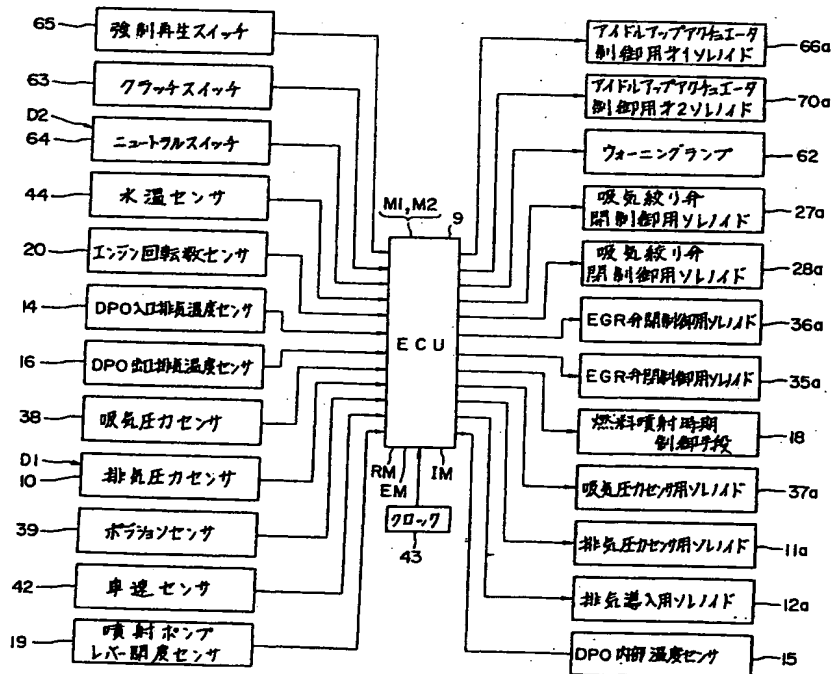 65
強制再生スイッチ
63
クラッチスイッチ
D2
64
ニュートラルスイッチ
44
水温センサ
20
エンジン回転数センサ
14
DPO入口排気温度センサ
16
DPO出口排気温度センサ
38
吸気圧力センサ
D1
10
排気圧力センサ
39
ポジションセンサ
42
車速センサ
19
噴射ポンプ
レバー開度センサ
M1, M2
9
ECU
RM
EM
IM
クロック
43
アイドルアップアクチュエータ
制御用才1ソレノイド
66a
アイドルアップアクチュエータ
制御用才2ソレノイド
70a
ウォーニングランプ
62
吸気絞り弁
開制御用ソレノイド
27a
吸気絞り弁
閉制御用ソレノイド
28a
EGR弁開制御用ソレノイド
36a
EGR弁閉制御用ソレノイド
35a
燃料噴射時期
制御手段
18
吸気圧力センサ用ソレノイド
37a
排気圧力センサ用ソレノイド
11a
排気導入用ソレノイド
12a
DPO内部温度センサ
15